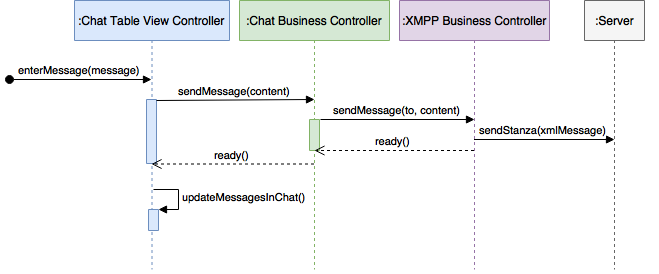 :Chat Table View Controller
:Chat Business Controller
:XMPP Business Controller
:Server
enterMessage(message)
sendMessage(content)
sendMessage(to, content)
sendStanza(xmlMessage)
ready()
ready()
updateMessagesInChat()